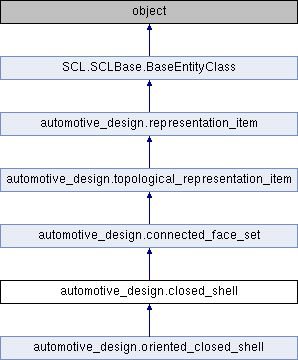 object
SCL.SCLBase.BaseEntityClass
automotive_design.representation_item
automotive_design.topological_representation_item
automotive_design.connected_face_set
automotive_design.closed_shell
automotive_design.oriented_closed_shell